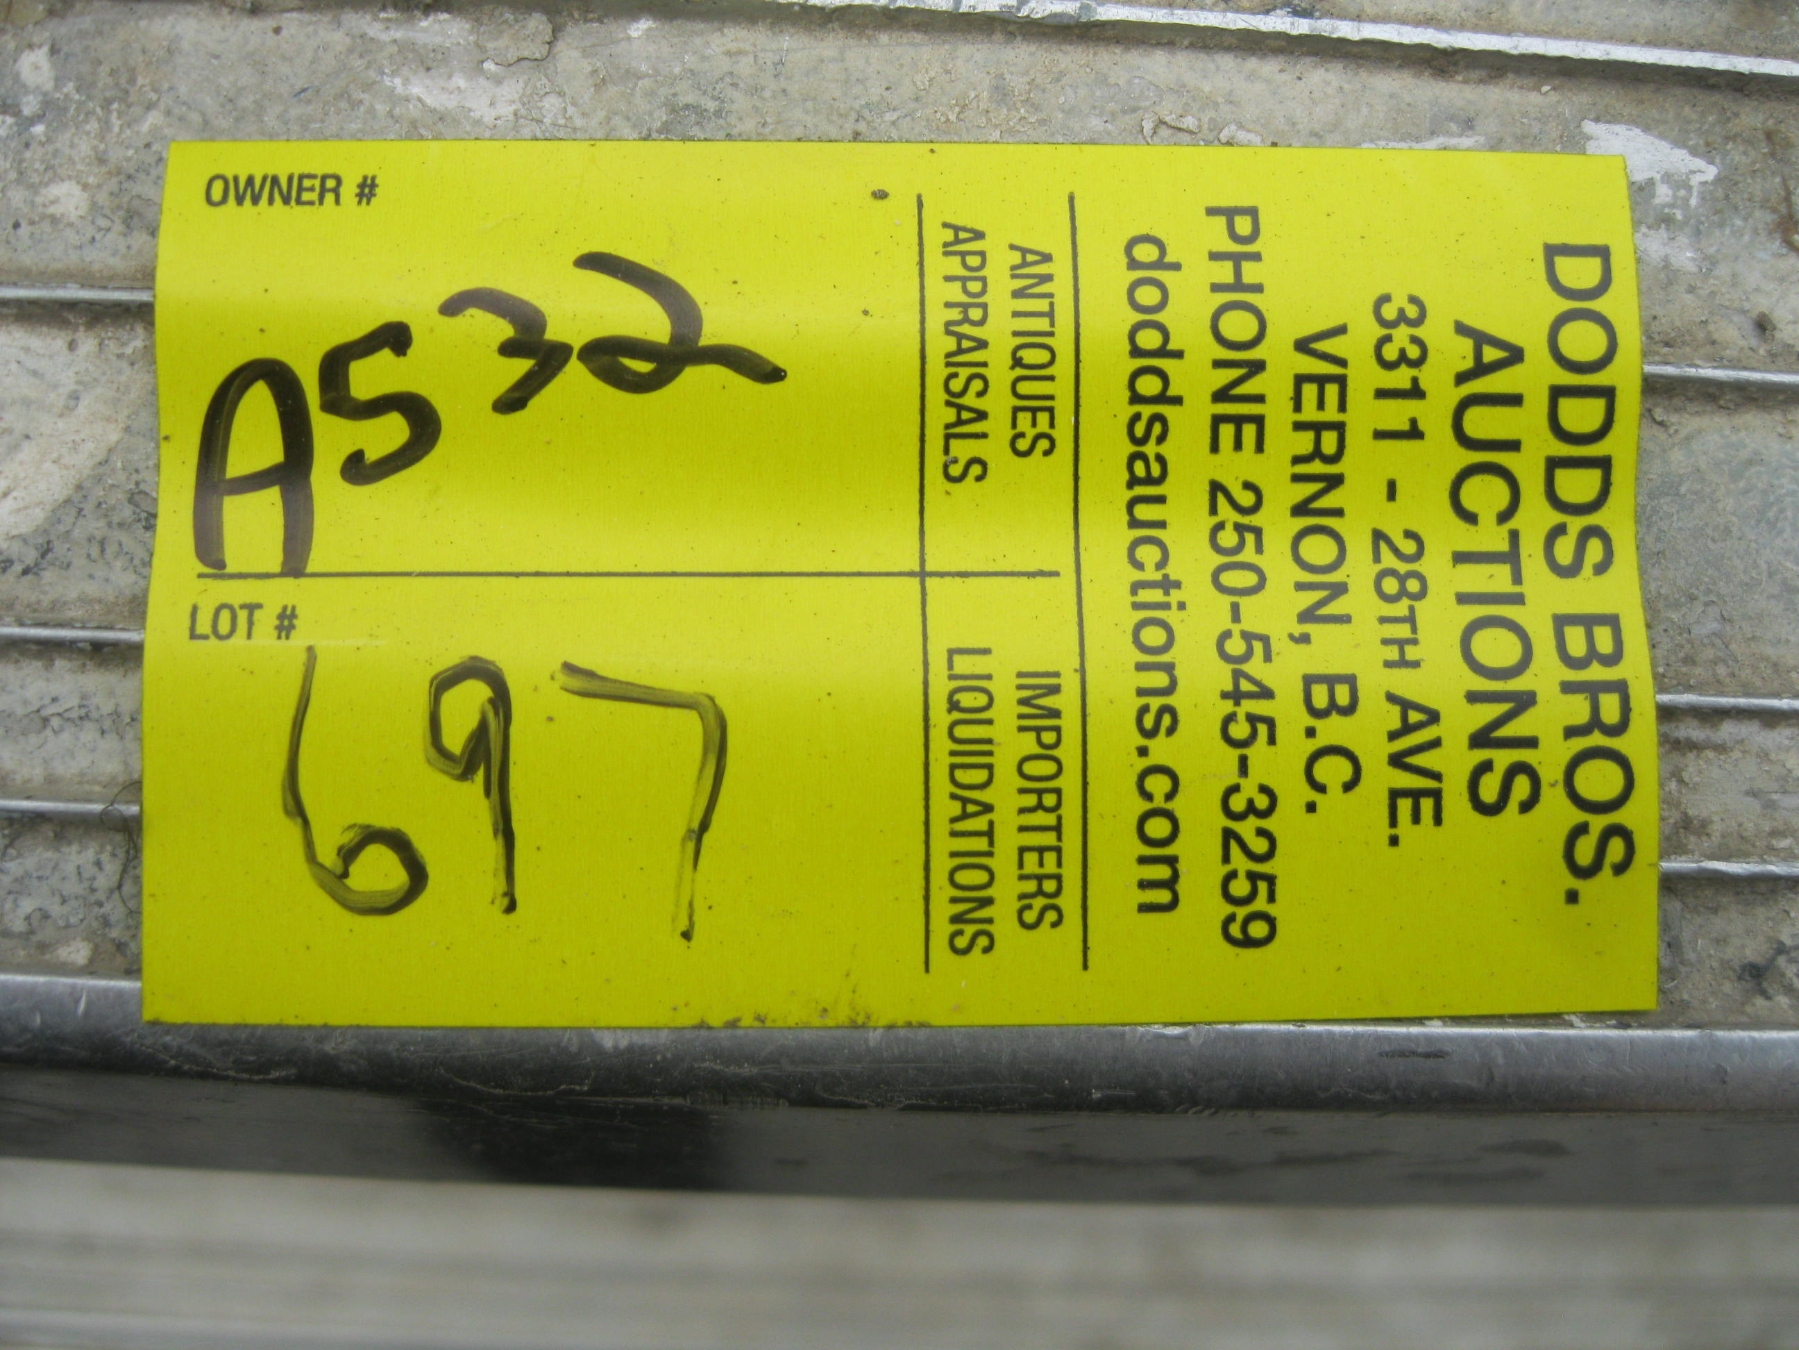 DODDS BROS.
AUCTIONS
3311 - 28TH AVE.
VERNON, B.C.
PHONE 250-545-3259
doddsauctions.com
ANTIQUES
APPRAISALS
IMPORTERS
LIQUIDATIONS
OWNER #
A532
LOT #
697